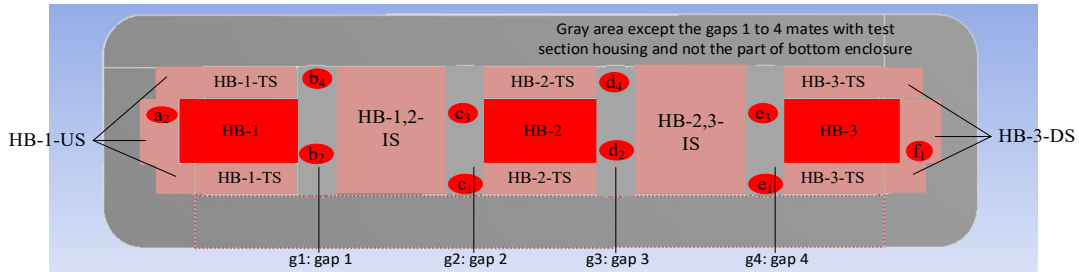 Gray area except the gaps 1 to 4 mates with test
section housing and not the part of bottom enclosure
HB-1-TS
b4
HB-2-TS
d4
HB-3-TS
a2
HB-1
HB-1,2-
IS
c3
HB-2
HB-2,3-
IS
e3
HB-3
HB-1-US
HB-3-DS
b2
d2
f1
HB-1-TS
c1
HB-2-TS
e1
HB-3-TS
g1: gap 1
g2: gap 2
g3: gap 3
g4: gap 4